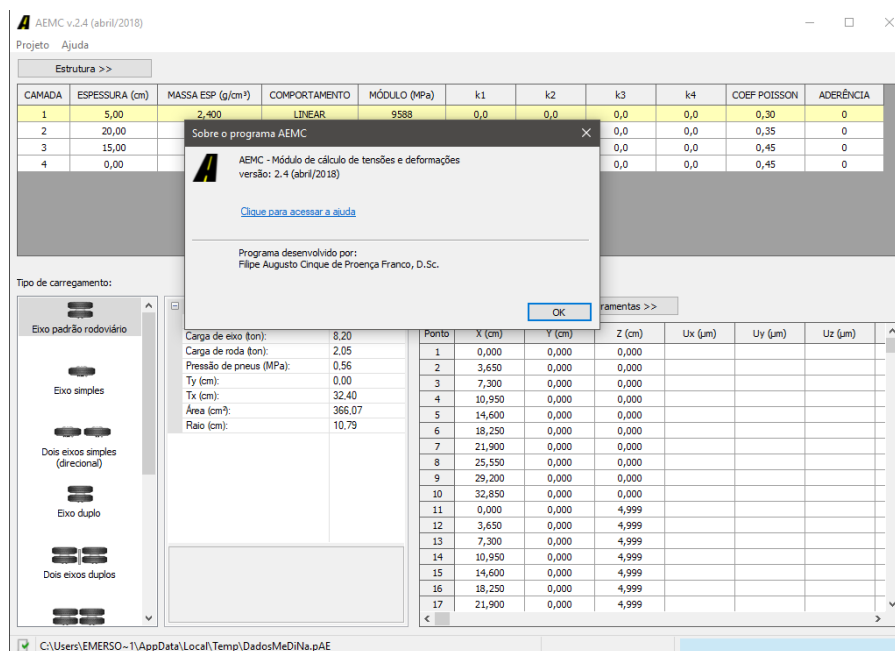 AEMC v.2.4 (abril/2018)
Projeto Ajuda
Estrutura >>
CAMADA ESPESSURA (cm) MASSA ESP (g/cm³) COMPORTAMENTO MÓDULO (MPa) k1 k2 k3 k4 COEF POISSON ADERÊNCIA
1 5,00 2,400 LINEAR 9588 0,0 0,0 0,0 0,0 0,30 0
2 20,00 0,0 0,0 0,35 0
3 15,00 0,0 0,0 0,45 0
4 0,00 0,0 0,0 0,45 0
Sobre o programa AEMC
AEMC - Módulo de cálculo de tensões e deformações
versão: 2.4 (abril/2018)
Clique para acessar a ajuda
Programa desenvolvido por:
Filipe Augusto Cinque de Proença Franco, D.Sc.
OK
Tipo de carregamento:
Eixo padrão rodoviário
Eixo simples
Dois eixos simples
(direcional)
Eixo duplo
Dois eixos duplos
Carga de eixo (ton): 8,20
Carga de roda (ton): 2,05
Pressão de pneus (MPa): 0,56
Ty (cm): 0,00
Tx (cm): 32,40
Área (cm²): 366,07
Raio (cm): 10,79
ramentas >>
Ponto X (cm) Y (cm) Z (cm) Ux (µm) Uy (µm) Uz (µm)
1 0,000 0,000 0,000
2 3,650 0,000 0,000
3 7,300 0,000 0,000
4 10,950 0,000 0,000
5 14,600 0,000 0,000
6 18,250 0,000 0,000
7 21,900 0,000 0,000
8 25,550 0,000 0,000
9 29,200 0,000 0,000
10 32,850 0,000 0,000
11 0,000 0,000 4,999
12 3,650 0,000 4,999
13 7,300 0,000 4,999
14 10,950 0,000 4,999
15 14,600 0,000 4,999
16 18,250 0,000 4,999
17 21,900 0,000 4,999
C:\Users\EMERSO~1\AppData\Local\Temp\DadosMeDiNa.pAE